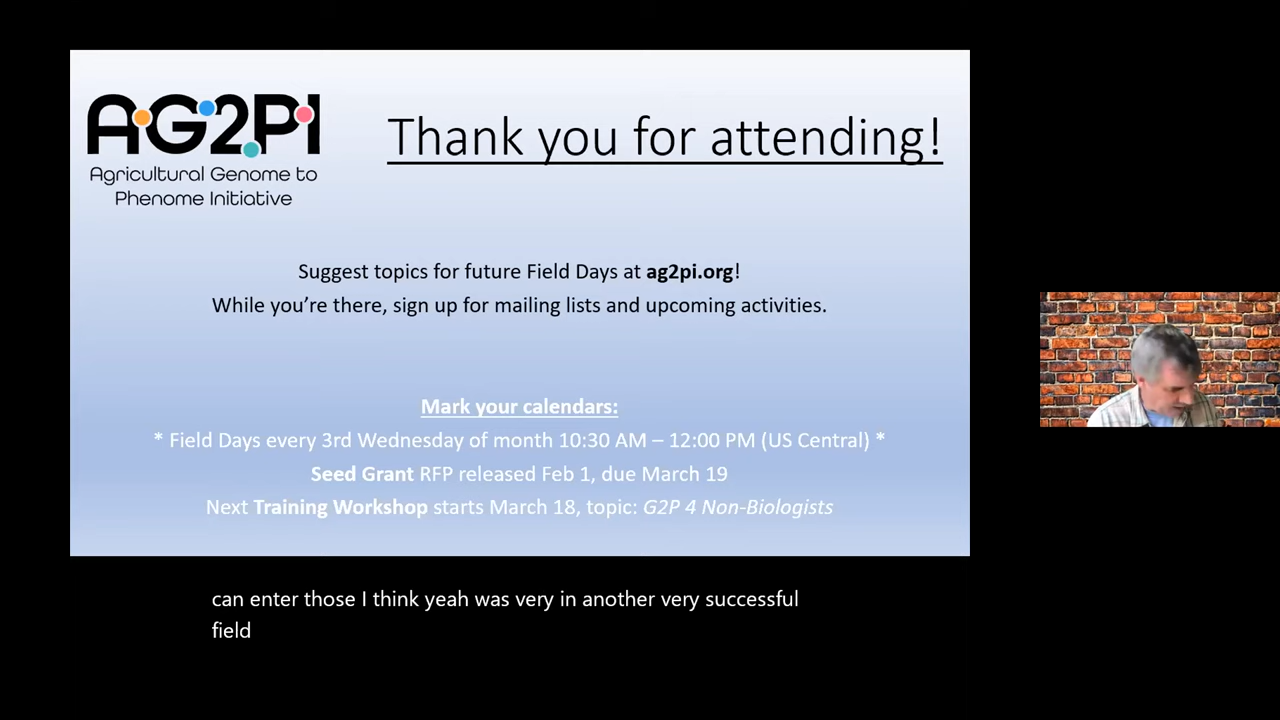 AG2PI
Agricultural Genome to
Phenome Initiative
Thank you for attending!
Suggest topics for future Field Days at ag2pi.org!
While you’re there, sign up for mailing lists and upcoming activities.
Mark your calendars:
* Field Days every 3rd Wednesday of month 10:30 AM – 12:00 PM (US Central) *
Seed Grant RFP released Feb 1, due March 19
Next Training Workshop starts March 18, topic: G2P 4 Non-Biologists
can enter those I think yeah was very in another very successful
field